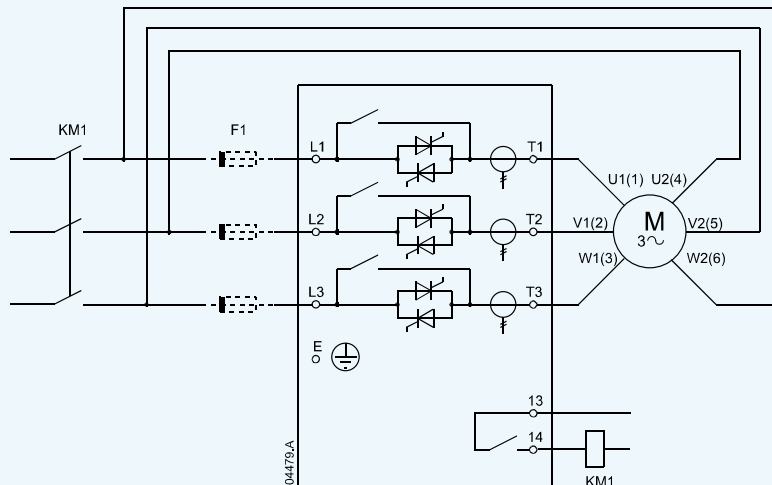 KM1
F1
L1
T1
U1(1) U2(4)
L2
T2
V1(2)
M
3~
V2(5)
W1(3)
W2(6)
L3
T3
E
13
14
04479.A
KM1